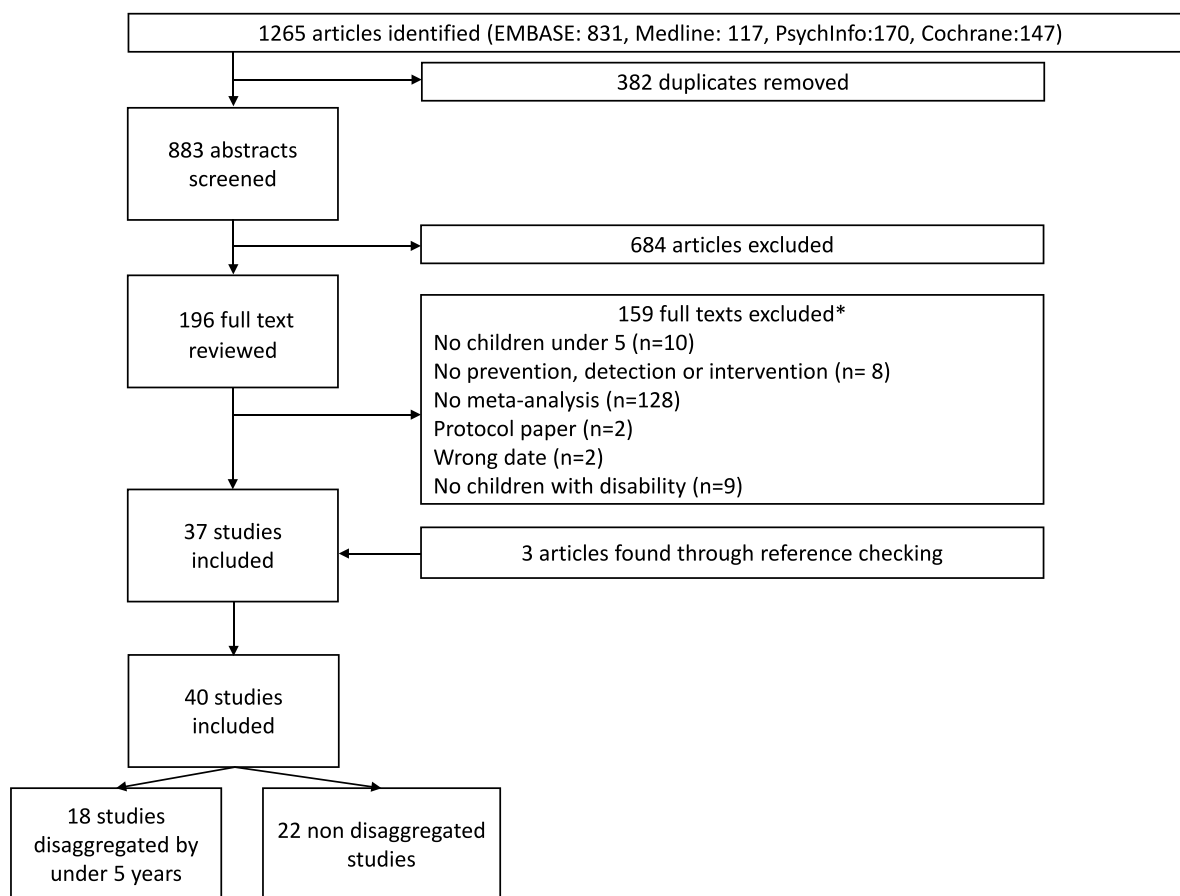 1265 articles identified (EMBASE: 831, Medline: 117, PsychInfo:170, Cochrane:147)
382 duplicates removed
883 abstracts
screened
684 articles excluded
196 full text
reviewed
159 full texts excluded*
No children under 5 (n=10)
No prevention, detection or intervention (n= 8)
No meta-analysis (n=128)
Protocol paper (n=2)
Wrong date (n=2)
No children with disability (n=9)
37 studies
included
3 articles found through reference checking
40 studies
included
18 studies
disaggregated by
under 5 years
22 non disaggregated
studies